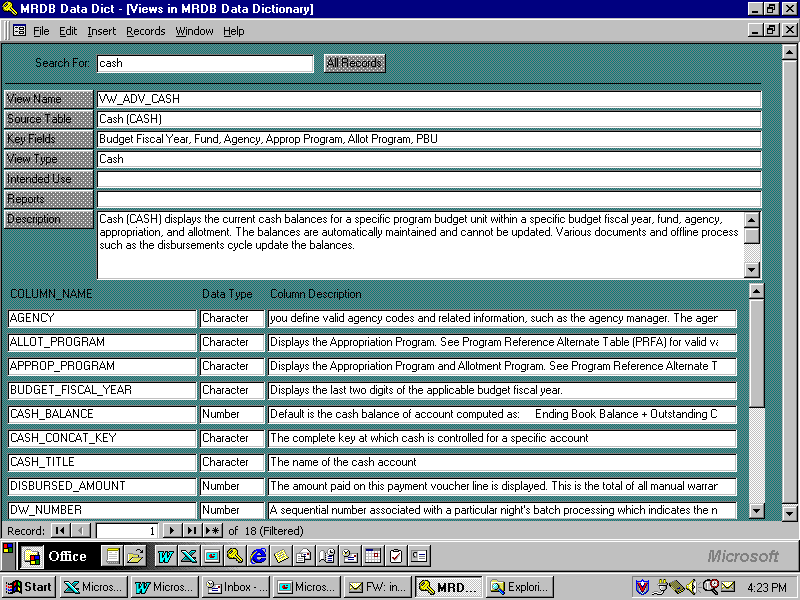 MRDB Data Dict - [Views in MRDB Data Dictionary]
File Edit Insert Records Window Help
Search For: cash All Records
View Name VW_ADV_CASH
Source Table Cash (CASH)
Key Fields Budget Fiscal Year, Fund, Agency, Approp Program, Allot Program, PBU
View Type Cash
Intended Use
Reports
Description Cash (CASH) displays the current cash balances for a specific program budget unit within a specific budget fiscal year, fund, agency,
appropriation, and allotment. The balances are automatically maintained and cannot be updated. Various documents and offline process
such as the disbursements cycle update the balances.
COLUMN_NAME Data Type Column Description
AGENCY Character you define valid agency codes and related information, such as the agency manager. The agen
ALLOT_PROGRAM Character Displays the Appropriation Program. See Program Reference Alternate Table (PRFA) for valid va
APPROP_PROGRAM Character Displays the Appropriation Program and Allotment Program. See Program Reference Alternate T
BUDGET_FISCAL_YEAR Character Displays the last two digits of the applicable budget fiscal year.
CASH_BALANCE Number Default is the cash balance of account computed as: Ending Book Balance + Outstanding C
CASH_CONCAT_KEY Character The complete key at which cash is controlled for a specific account
CASH_TITLE Character The name of the cash account
DISBURSED_AMOUNT Number The amount paid on this payment voucher line is displayed. This is the total of all manual warran
DW_NUMBER Number A sequential number associated with a particular night's batch processing which indicates the n
Record: 1 of 18 (Filtered)
Office Microsoft
Start Micros... Micros... Inbox - ... Micros... FW: in... MRD... Explori... 4:23 PM